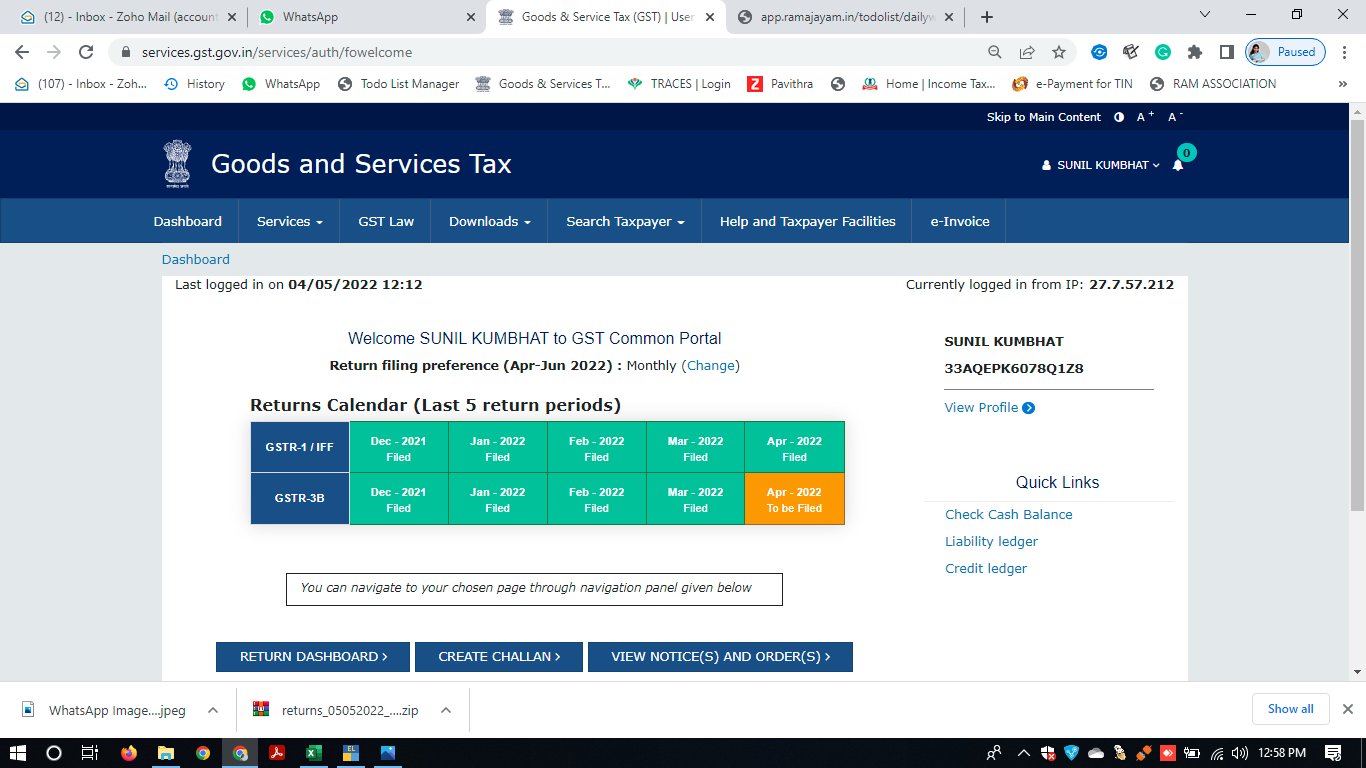 (12) - Inbox - Zoho Mail (account
WhatsApp
Goods & Service Tax (GST) | User
app.ramajayam.in/todolist/dailyw
services.gst.gov.in/services/auth/fowelcome
Paused
(107) - Inbox - Zoh...
History
WhatsApp
Todo List Manager
Goods & Services T...
TRACES | Login
Pavithra
Home | Income Tax...
e-Payment for TIN
RAM ASSOCIATION
Skip to Main Content
A +
A -
Goods and Services Tax
SUNIL KUMBHAT
0
Dashboard
Services
GST Law
Downloads
Search Taxpayer
Help and Taxpayer Facilities
e-Invoice
Dashboard
Last logged in on 04/05/2022 12:12
Currently logged in from IP: 27.7.57.212
Welcome SUNIL KUMBHAT to GST Common Portal
Return filing preference (Apr-Jun 2022) : Monthly (Change)
SUNIL KUMBHAT
33AQEPK6078Q1Z8
View Profile
Returns Calendar (Last 5 return periods)
GSTR-1 / IFF
Dec - 2021
Filed
Jan - 2022
Filed
Feb - 2022
Filed
Mar - 2022
Filed
Apr - 2022
Filed
GSTR-3B
Dec - 2021
Filed
Jan - 2022
Filed
Feb - 2022
Filed
Mar - 2022
Filed
Apr - 2022
To be Filed
Quick Links
Check Cash Balance
Liability ledger
Credit ledger
You can navigate to your chosen page through navigation panel given below
RETURN DASHBOARD >
CREATE CHALLAN >
VIEW NOTICE(S) AND ORDER(S) >
WhatsApp Image....jpeg
returns_05052022_....zip
Show all
12:58 PM